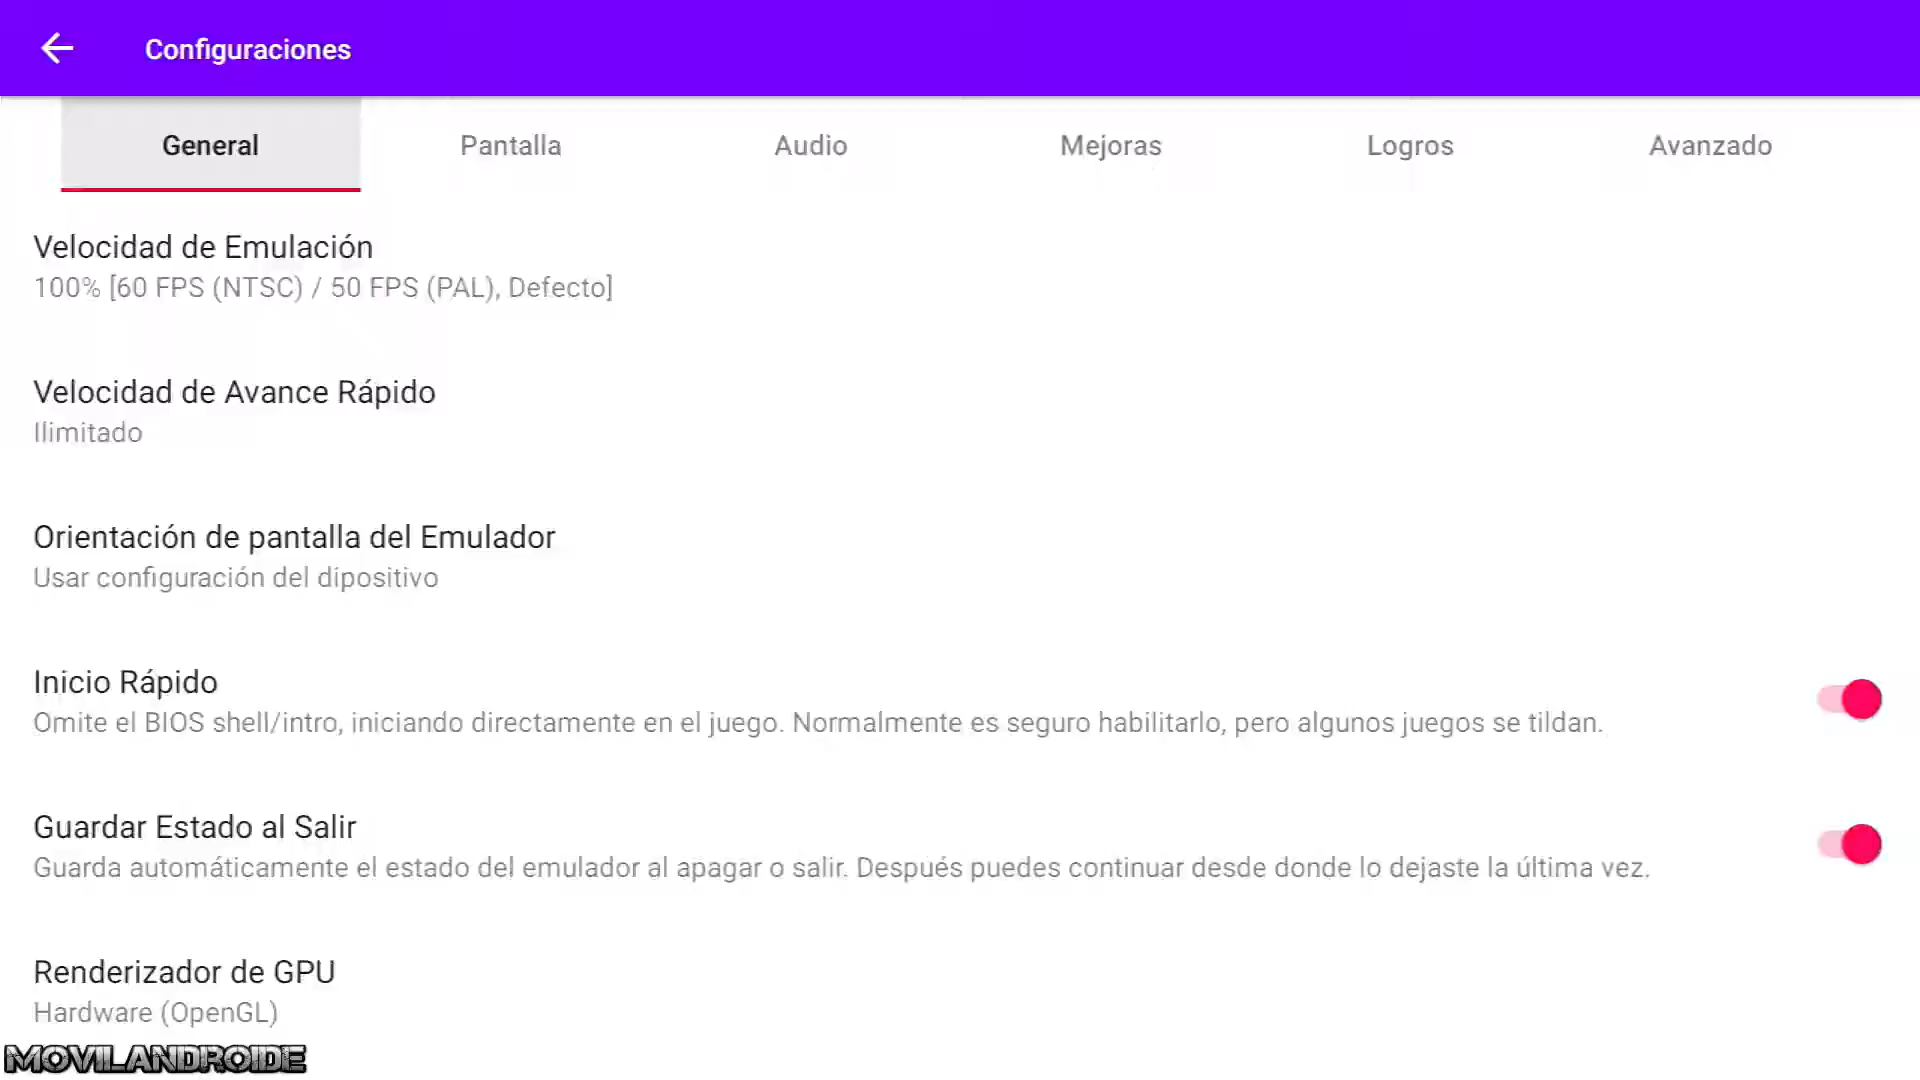 Configuraciones
General Pantalla Audio Mejoras Logros Avanzado
Velocidad de Emulación
100% [60 FPS (NTSC) / 50 FPS (PAL), Defecto]
Velocidad de Avance Rápido
Ilimitado
Orientación de pantalla del Emulador
Usar configuración del dipositivo
Inicio Rápido
Omite el BIOS shell/intro, iniciando directamente en el juego. Normalmente es seguro habilitarlo, pero algunos juegos se tildan.
Guardar Estado al Salir
Guarda automáticamente el estado del emulador al apagar o salir. Después puedes continuar desde donde lo dejaste la última vez.
Renderizador de GPU
Hardware (OpenGL)
MOVILANDROIDE